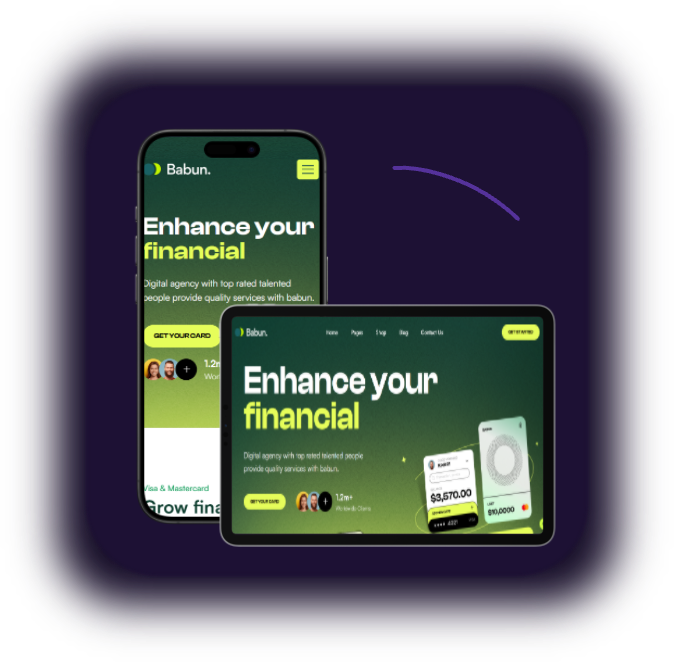 Babun.
Enhance your
financial
Digital agency with top rated talented
people provide quality services with babun.
GET YOUR CARD
+
1.2m
Wor
Visa & Mastercard
Grow fina
Babun.
Home Pages Shop Blog Contact Us
GET STARTED
Enhance your
financial
Digital agency with top rated talented people
provide quality services with babun.
GET YOUR CARD
+
1.2m+
Worldwide Clients
$3,570.00
$10,0000